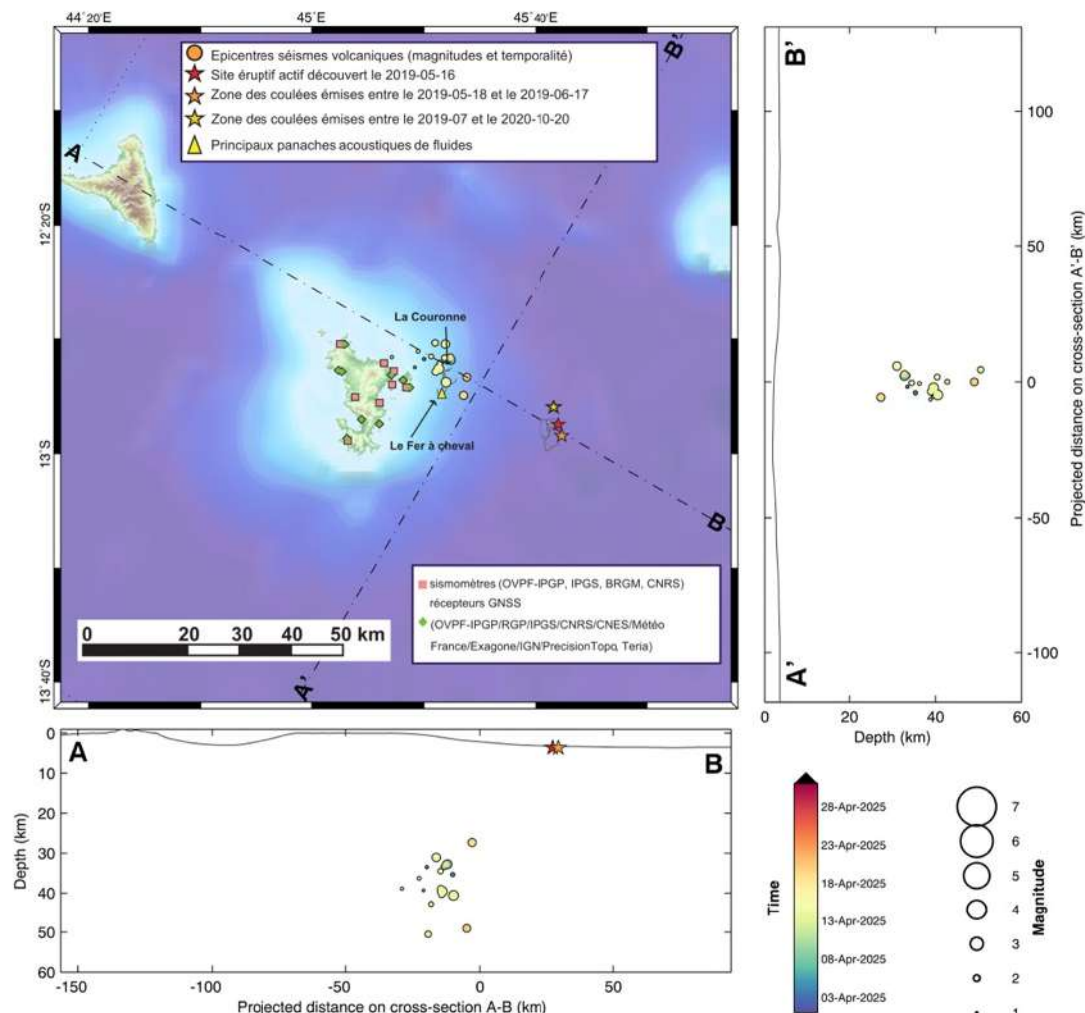 44°20'E
45°E
45°40'E
B'
Epicentres séismes volcaniques (magnitudes et temporalité)
Site éruptif actif découvert le 2019-05-16
Zone des coulées émises entre le 2019-05-18 et le 2019-06-17
Zone des coulées émises entre le 2019-07 et le 2020-10-20
Principaux panaches acoustiques de fluides
A
12°20'S
La Couronne
Le Fer à cheval
13°S
B
sismomètres (OVPF-IPGP, IPGS, BRGM, CNRS)
récepteurs GNSS
(OVPF-IPGP/RGP/IPGS/CNRS/CNES/Météo
France/Exagone/IGN/PrecisionTopo, Teria)
0 20 30 40 50 km
13°40'S
A'
B'
100
50
0
-50
-100
Projected distance on cross-section A'-B' (km)
A'
0 20 40 60
Depth (km)
A
B
0
10
20
30
40
50
60
Depth (km)
-150 -100 -50 0 50
Projected distance on cross-section A-B (km)
Time
28-Apr-2025
23-Apr-2025
18-Apr-2025
13-Apr-2025
08-Apr-2025
03-Apr-2025
7
6
5
4
3
2
Magnitude